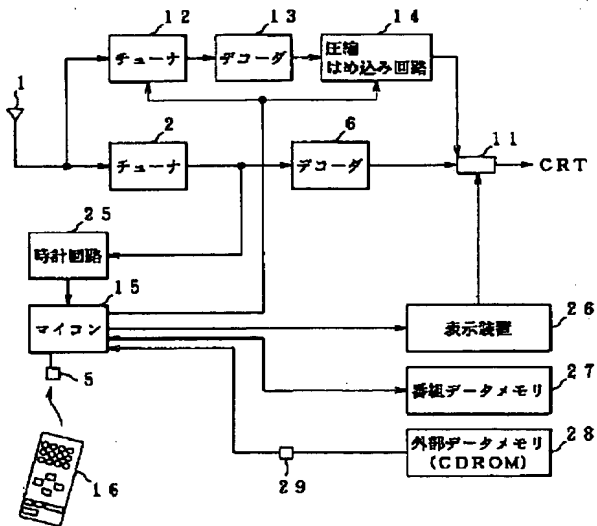 12
13
14
チューナ
デコーダ
圧縮
はめ込み回路
1
2
6
11
チューナ
デコーダ
CRT
25
時計回路
15
マイコン
26
表示装置
5
27
番組データメモリ
28
外部データメモリ
(CDROM)
29
16